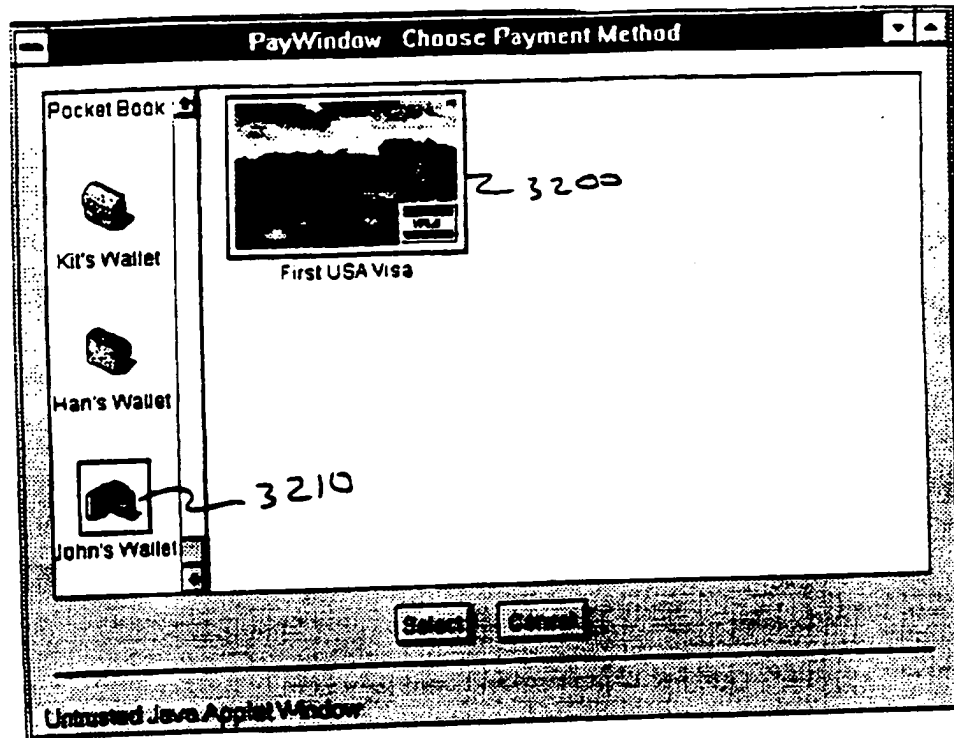 PayWindow Choose Payment Method
Pocket Book
Kit's Wallet
Han's Wallet
John's Wallet
3210
3200
VISA
First USA Visa
Select
Cancel
Untrusted Java Applet Window